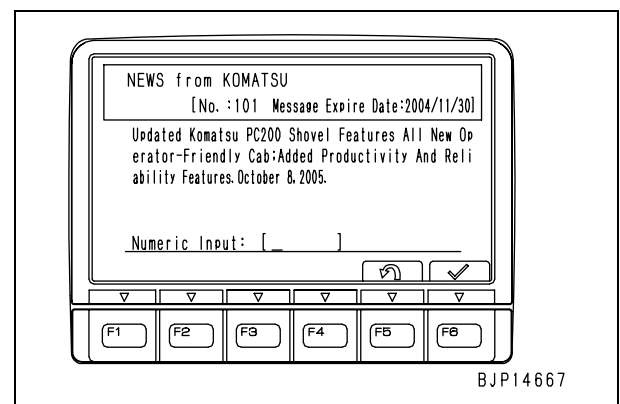 NEWS from KOMATSU
[No. :101 Message Expire Date:2004/11/30]
Updated Komatsu PC200 Shovel Features All New Op
erator-Friendly Cab;Added Productivity And Reli
ability Features.October 8,2005.
Numeric Input: [_ ]
F1 F2 F3 F4 F5 F6
BJP14667